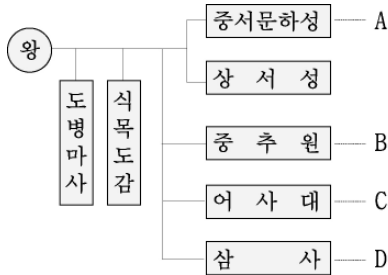 왕
도병마사
식목도감
중서문하성 A
상서성
중추원 B
어사대 C
삼사 D